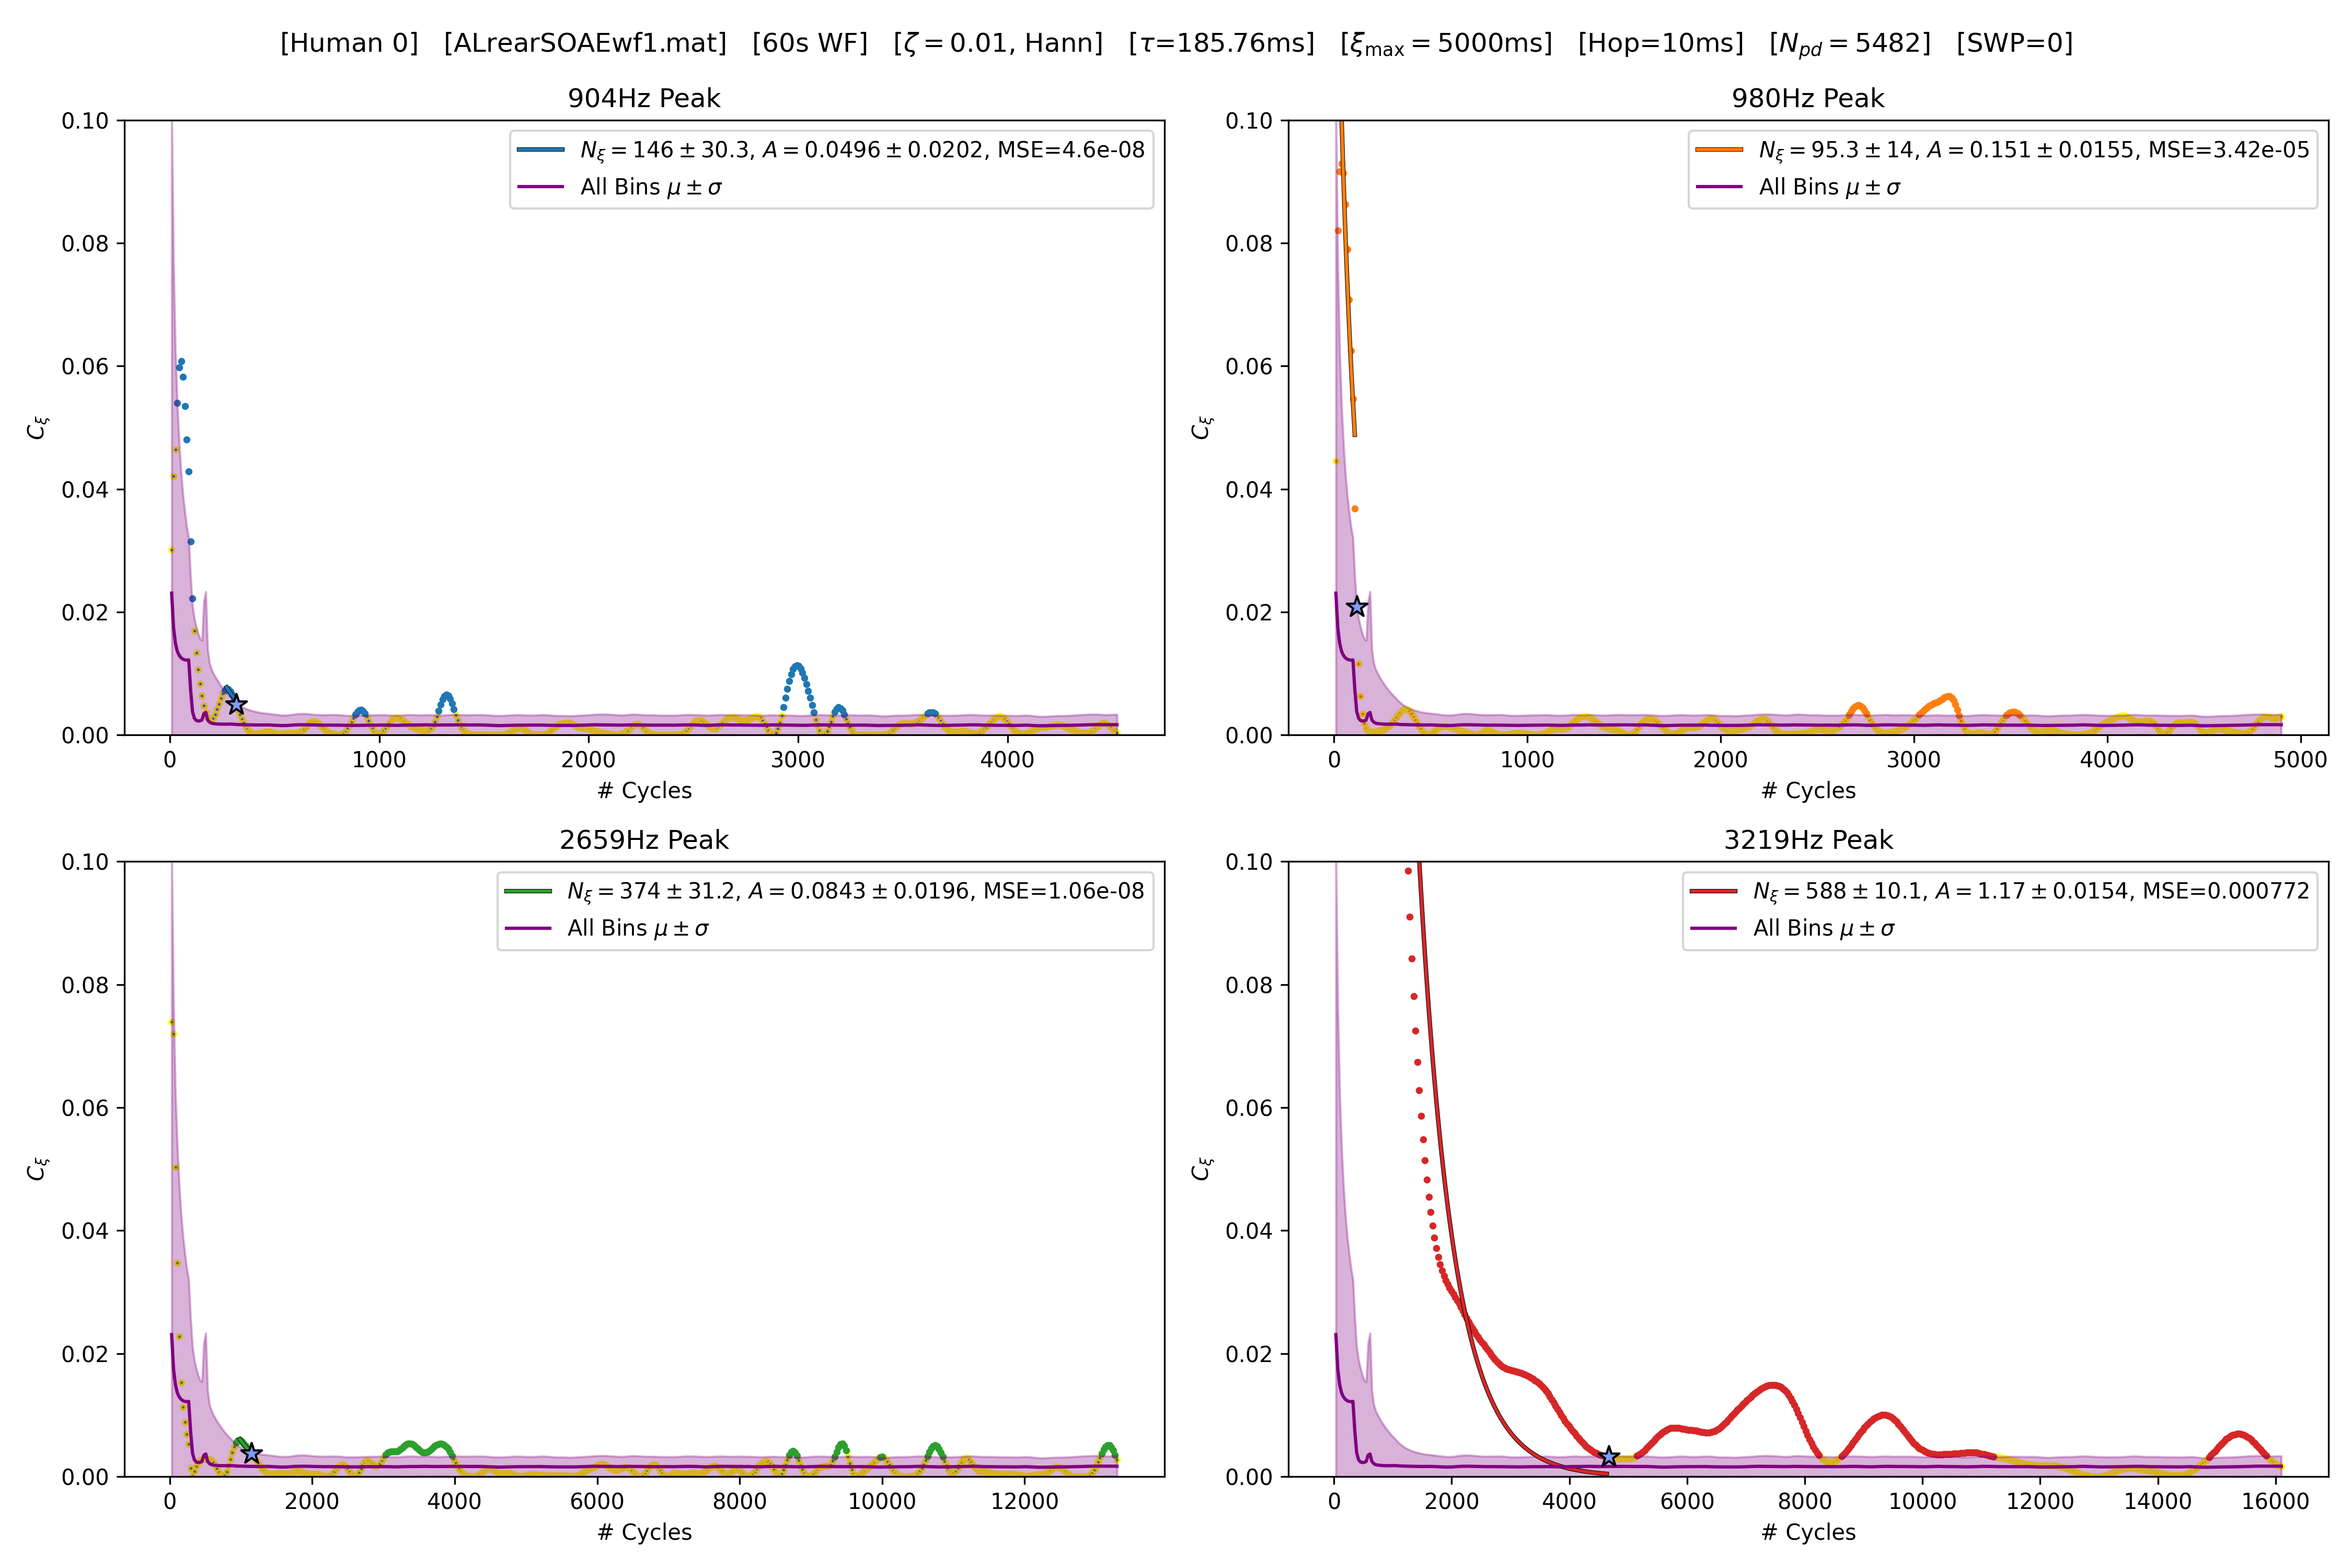 [Human 0] [ALrearSOAEwf1.mat] [60s WF] [ζ = 0.01, Hann] [τ=185.76ms] [ξmax = 5000ms] [Hop=10ms] [Npd = 5482] [SWP=0]
904Hz Peak
Nξ = 146 ± 30.3, A = 0.0496 ± 0.0202, MSE=4.6e-08
All Bins μ ± σ
0.10
0.08
0.06
0.04
0.02
0.00
Cξ
0 1000 2000 3000 4000
# Cycles
980Hz Peak
Nξ = 95.3 ± 14, A = 0.151 ± 0.0155, MSE=3.42e-05
All Bins μ ± σ
0.10
0.08
0.06
0.04
0.02
0.00
Cξ
0 1000 2000 3000 4000 5000
# Cycles
2659Hz Peak
Nξ = 374 ± 31.2, A = 0.0843 ± 0.0196, MSE=1.06e-08
All Bins μ ± σ
0.10
0.08
0.06
0.04
0.02
0.00
Cξ
0 2000 4000 6000 8000 10000 12000
# Cycles
3219Hz Peak
Nξ = 588 ± 10.1, A = 1.17 ± 0.0154, MSE=0.000772
All Bins μ ± σ
0.10
0.08
0.06
0.04
0.02
0.00
Cξ
0 2000 4000 6000 8000 10000 12000 14000 16000
# Cycles